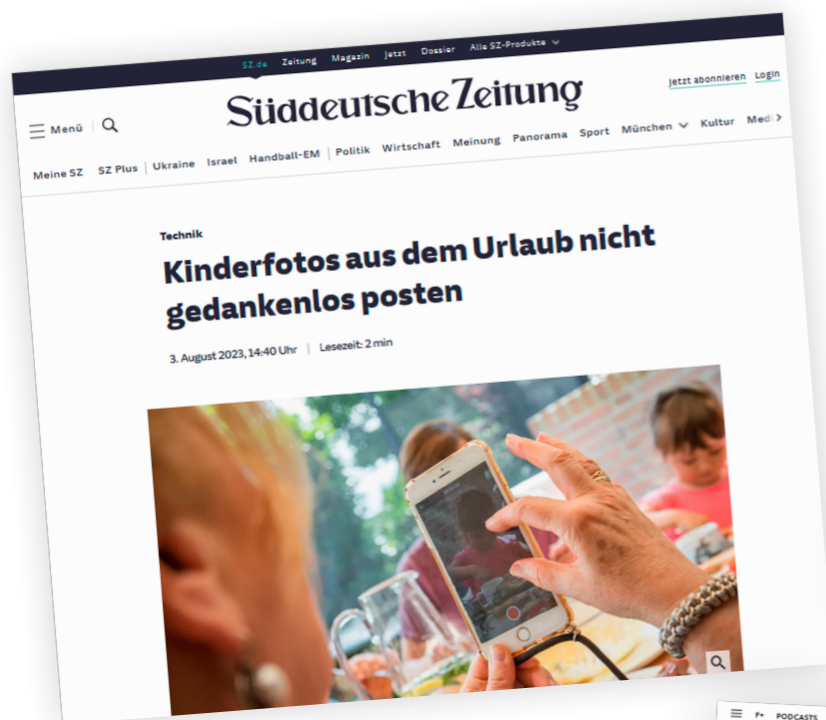 SZ.de Zeitung Magazin Jetzt Dossier Alle SZ-Produkte
Menü
Süddeutsche Zeitung
Jetzt abonnieren Login
Meine SZ SZ Plus Ukraine Israel Handball-EM Politik Wirtschaft Meinung Panorama Sport München Kultur
Technik
Kinderfotos aus dem Urlaub nicht
gedankenlos posten
3. August 2023, 14:40 Uhr | Lesezeit: 2 min
F+ PODCASTS